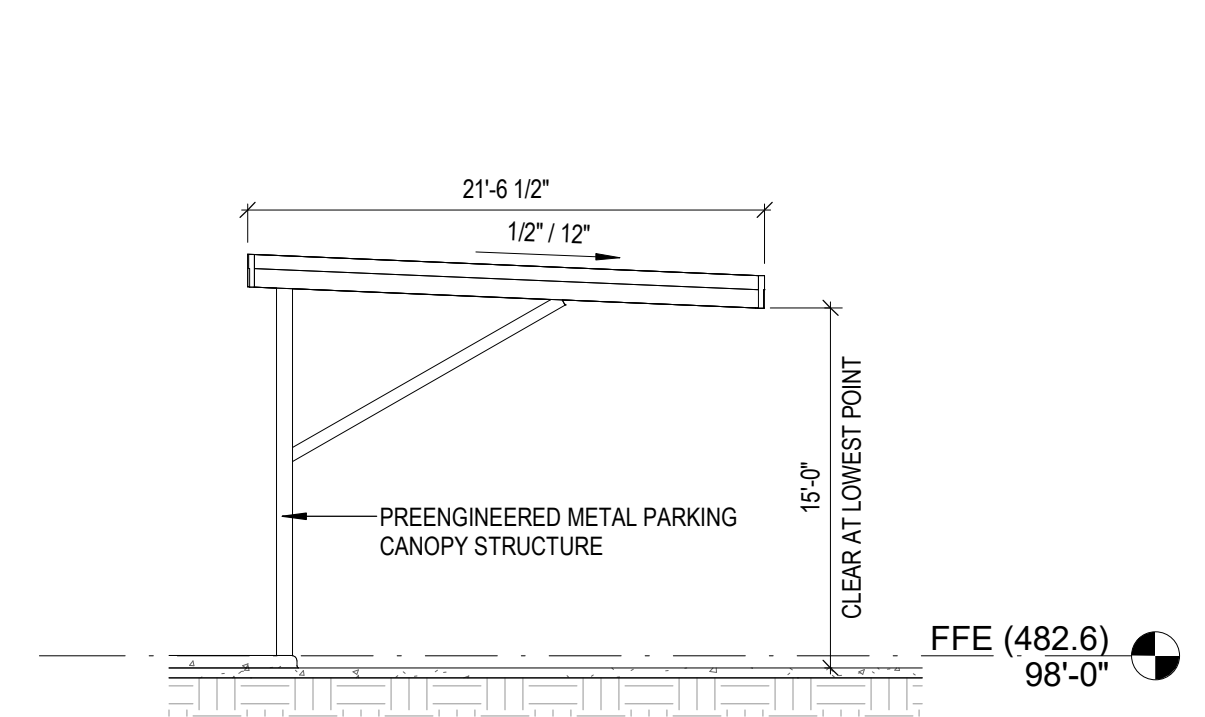 21'-6 1/2"
1/2" / 12"
15'-0"
CLEAR AT LOWEST POINT
PREENGINEERED METAL PARKING
CANOPY STRUCTURE
FFE (482.6)
98'-0"